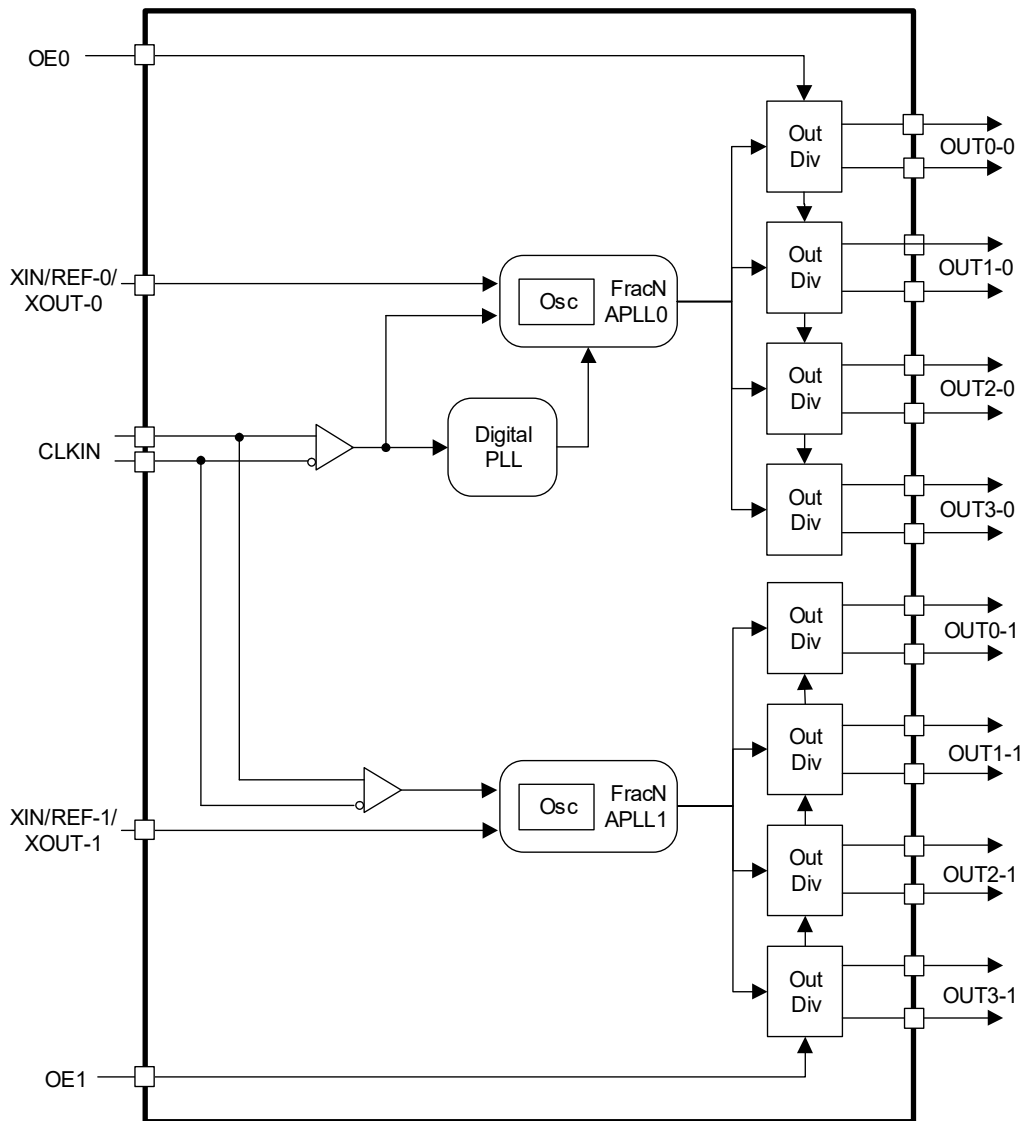 OE0
Out
Div
OUT0-0
XIN/REF-0/
XOUT-0
Osc
FracN
APLL0
Out
Div
OUT1-0
Out
Div
OUT2-0
CLKIN
Digital
PLL
Out
Div
OUT3-0
Out
Div
OUT0-1
Out
Div
OUT1-1
XIN/REF-1/
XOUT-1
Osc
FracN
APLL1
Out
Div
OUT2-1
Out
Div
OUT3-1
OE1